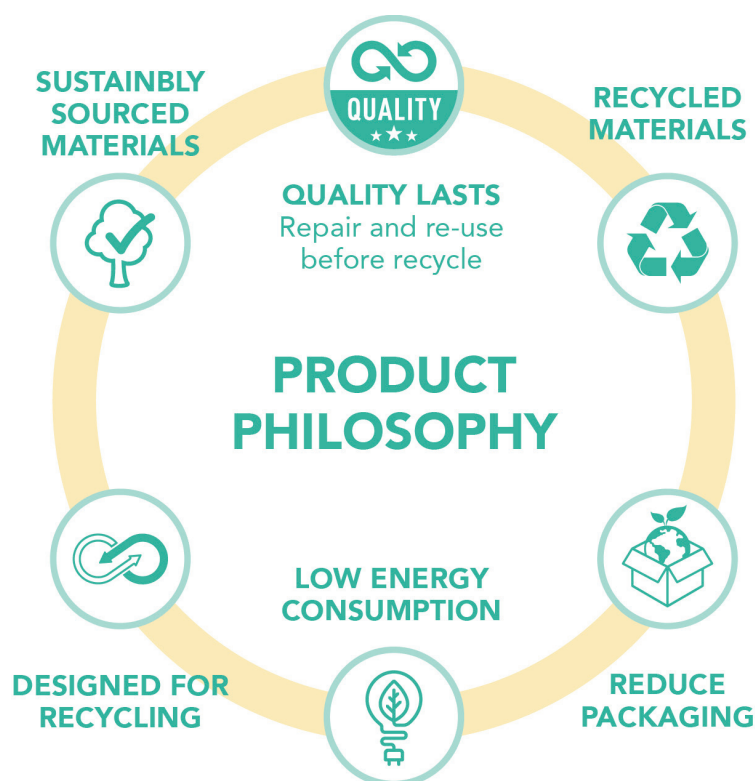 QUALITY
QUALITY LASTS
Repair and re-use
before recycle
RECYCLED
MATERIALS
REDUCE
PACKAGING
LOW ENERGY
CONSUMPTION
DESIGNED FOR
RECYCLING
SUSTAINBLY
SOURCED
MATERIALS
PRODUCT
PHILOSOPHY